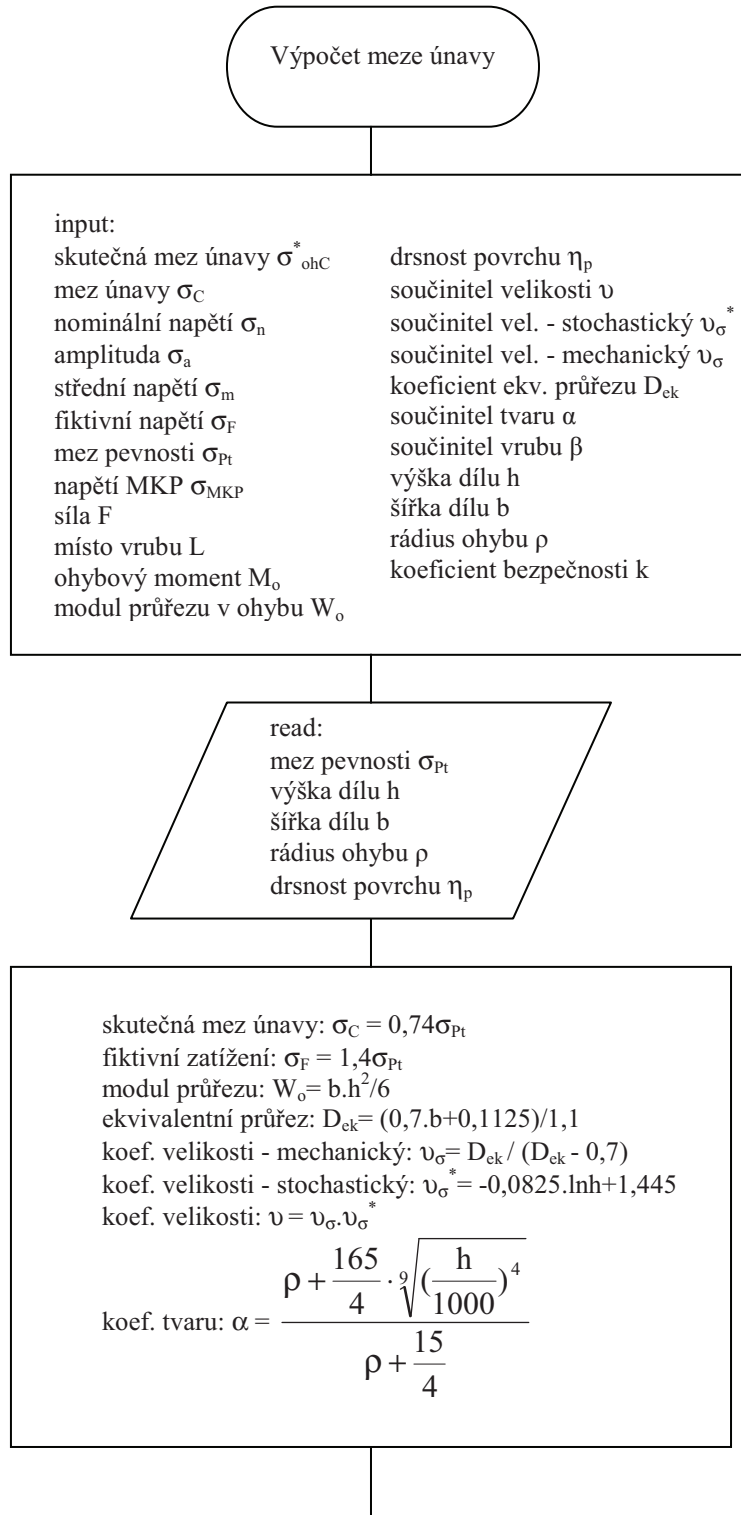 Výpočet meze únavy
input:
skutečná mez únavy σ*ohC
mez únavy σC
nominální napětí σn
amplituda σa
střední napětí σm
fiktivní napětí σF
mez pevnosti σPt
napětí MKP σMKP
síla F
místo vrubu L
ohybový moment Mo
modul průřezu v ohybu Wo
drsnost povrchu ηp
součinitel velikosti υ
součinitel vel. - stochastický υσ*
součinitel vel. - mechanický υσ
koeficient ekv. průřezu Dek
součinitel tvaru α
součinitel vrubu β
výška dílu h
šířka dílu b
rádius ohybu ρ
koeficient bezpečnosti k
read:
mez pevnosti σPt
výška dílu h
šířka dílu b
rádius ohybu ρ
drsnost povrchu ηp
skutečná mez únavy: σC = 0,74σPt
fiktivní zatížení: σF = 1,4σPt
modul průřezu: Wo= b.h²/6
ekvivalentní průřez: Dek= (0,7.b+0,1125)/1,1
koef. velikosti - mechanický: υσ= Dek / (Dek - 0,7)
koef. velikosti - stochastický: υσ*= -0,0825.lnh+1,445
koef. velikosti: υ = υσ.υσ*
koef. tvaru: α = (ρ + 165/4 · ⁹√(h/1000)⁴) / (ρ + 15/4)